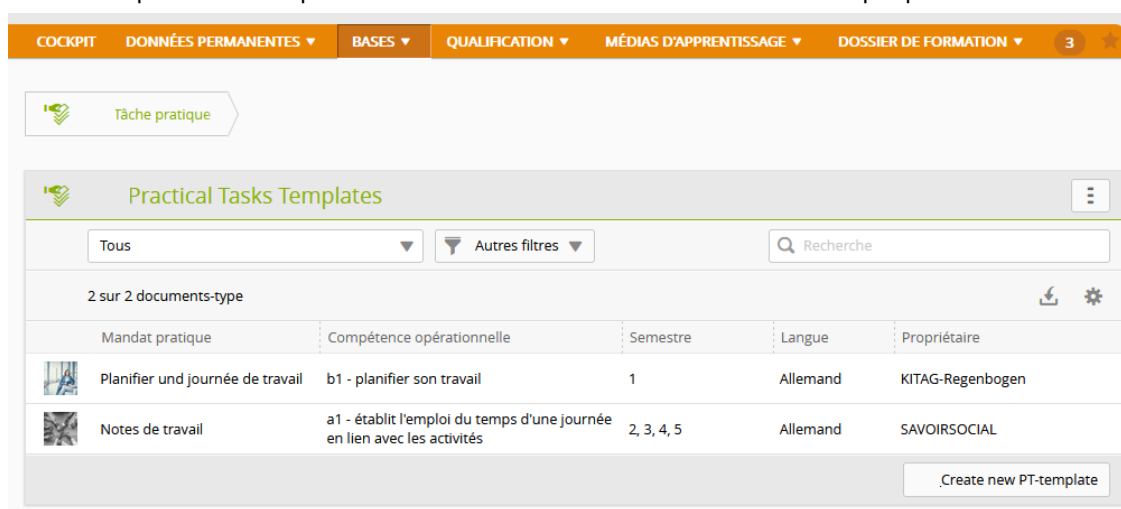 COCKPIT DONNÉES PERMANENTES BASES QUALIFICATION MÉDIAS D'APPRENTISSAGE DOSSIER DE FORMATION 3
Tâche pratique
Practical Tasks Templates
Tous Autres filtres Recherche
2 sur 2 documents-type
Mandat pratique Compétence opérationnelle Semestre Langue Propriétaire
Planifier und journée de travail b1 - planifier son travail 1 Allemand KITAG-Regenbogen
Notes de travail a1 - établit l'emploi du temps d'une journée en lien avec les activités 2, 3, 4, 5 Allemand SAVOIRSOCIAL
Create new PT-template